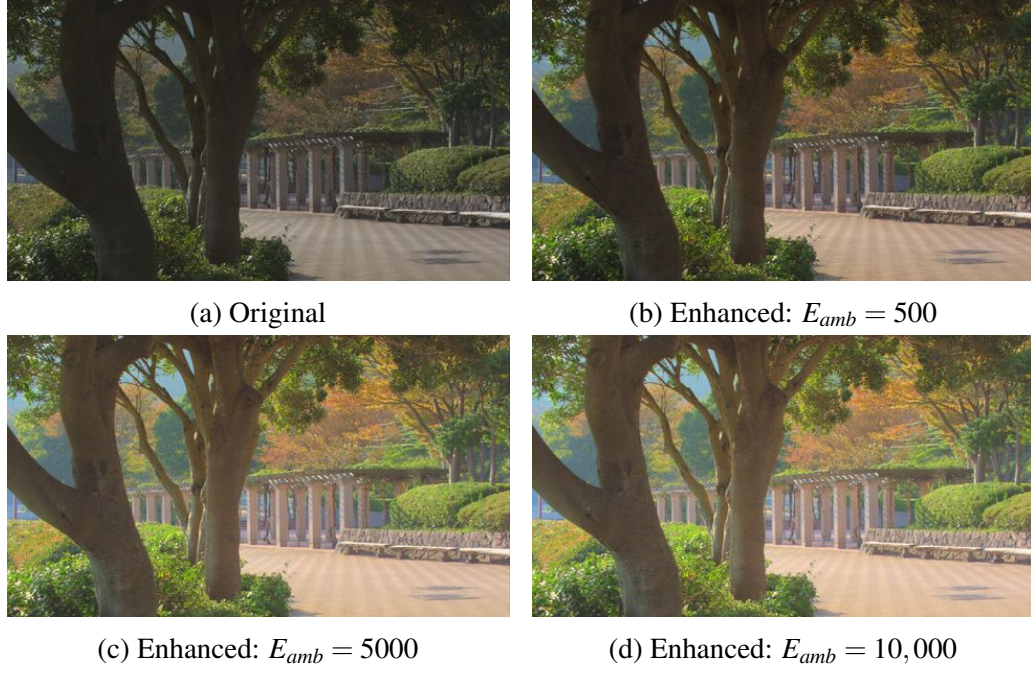 (a) Original
(b) Enhanced: E_amb = 500
(c) Enhanced: E_amb = 5000
(d) Enhanced: E_amb = 10,000